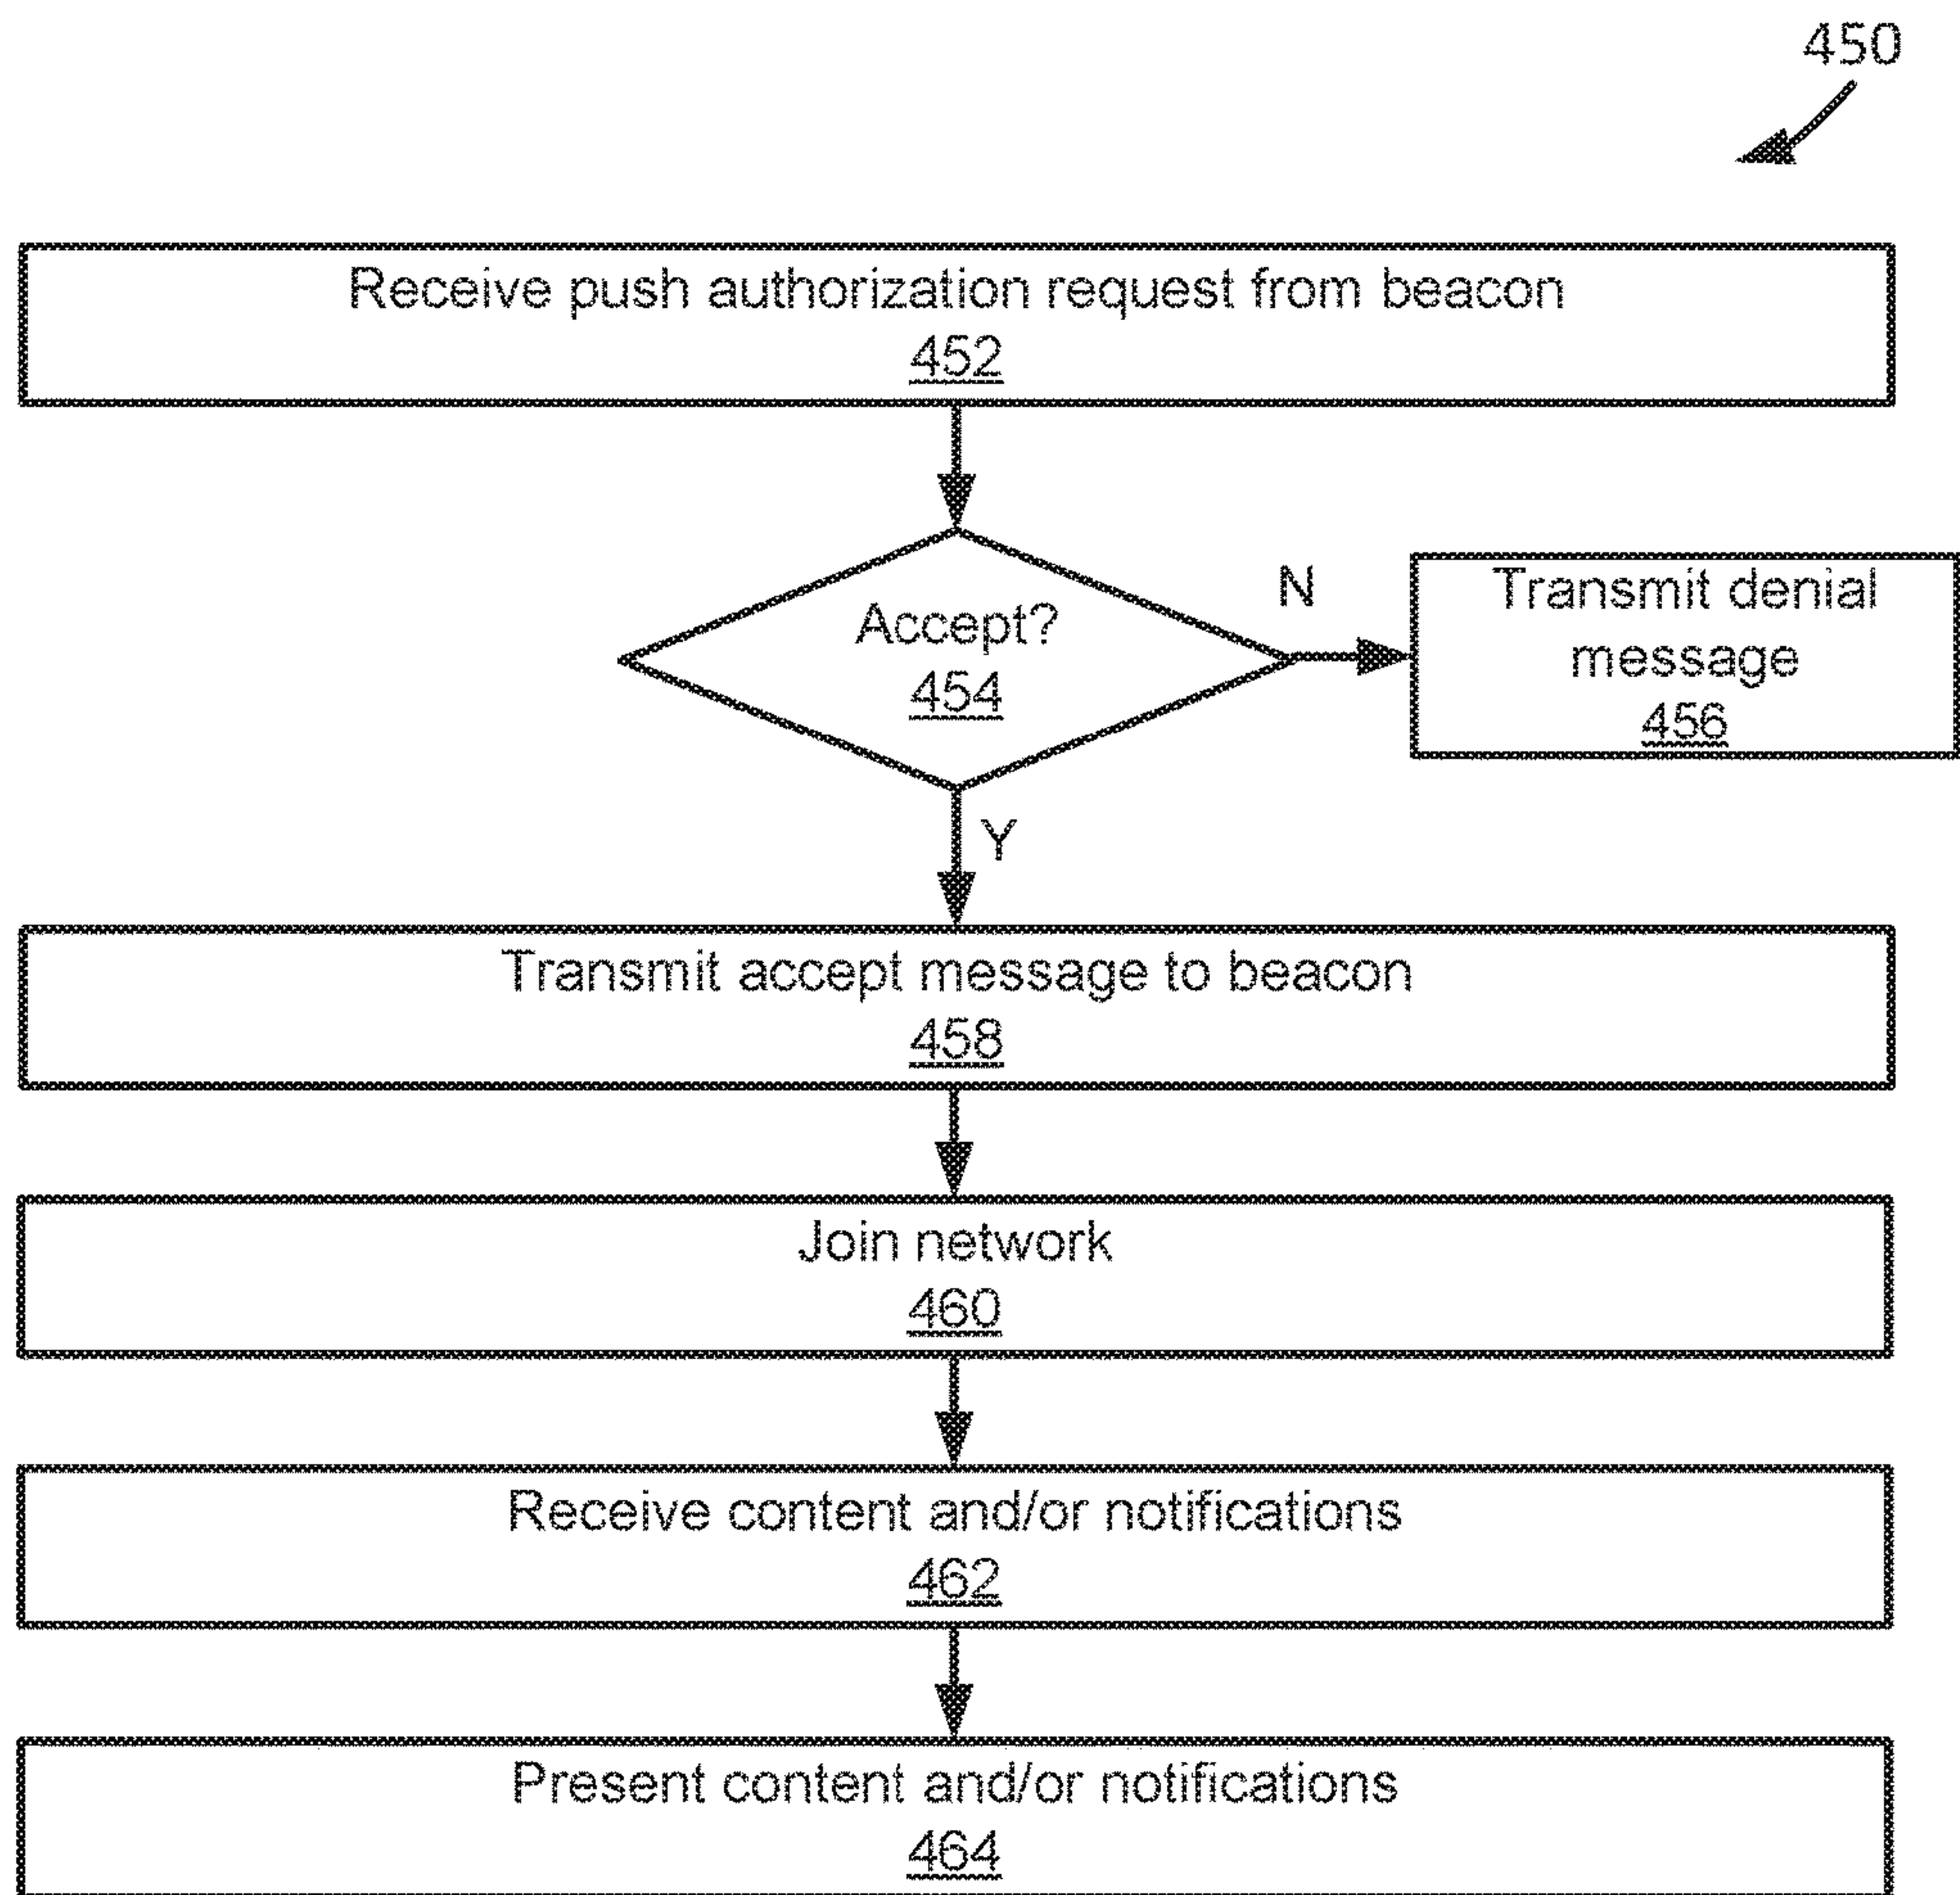 450
Receive push authorization request from beacon
452
Accept?
454
N
Transmit denial
message
456
Y
Transmit accept message to beacon
458
Join network
460
Receive content and/or notifications
462
Present content and/or notifications
464